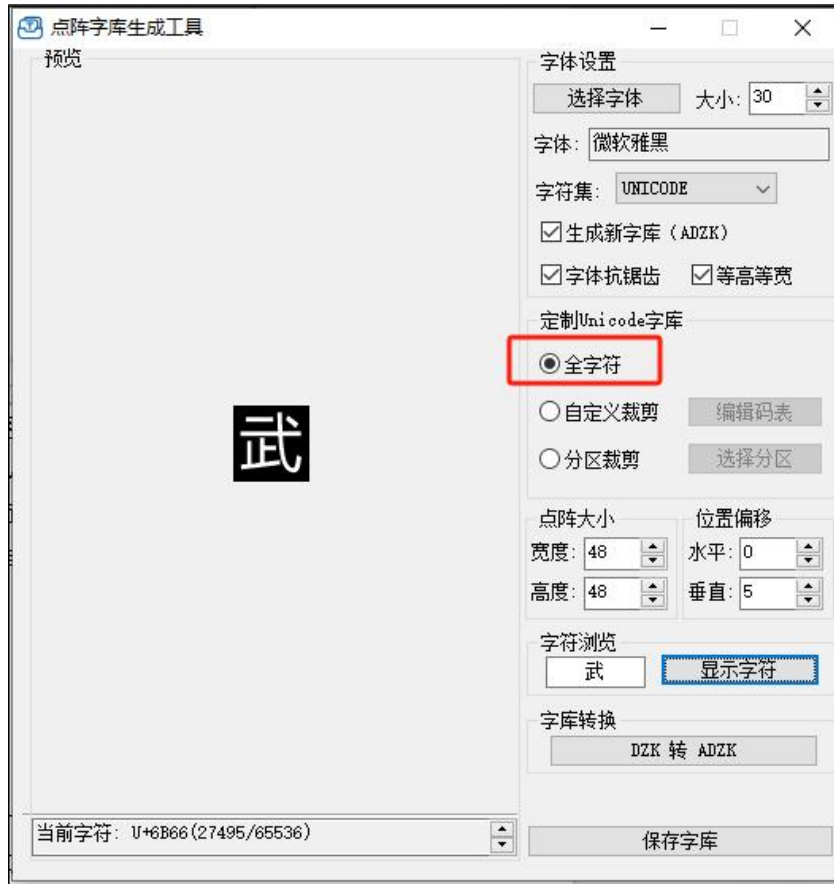 点阵字库生成工具
预览
武
当前字符: U+6B66(27495/65536)
字体设置
选择字体 大小: 30
字体: 微软雅黑
字符集: UNICODE
生成新字库（ADZK）
字体抗锯齿 等高等宽
定制Unicode字库
全字符
自定义裁剪 编辑码表
分区裁剪 选择分区
点阵大小 位置偏移
宽度: 48 水平: 0
高度: 48 垂直: 5
字符浏览
武 显示字符
字库转换
DZK 转 ADZK
保存字库